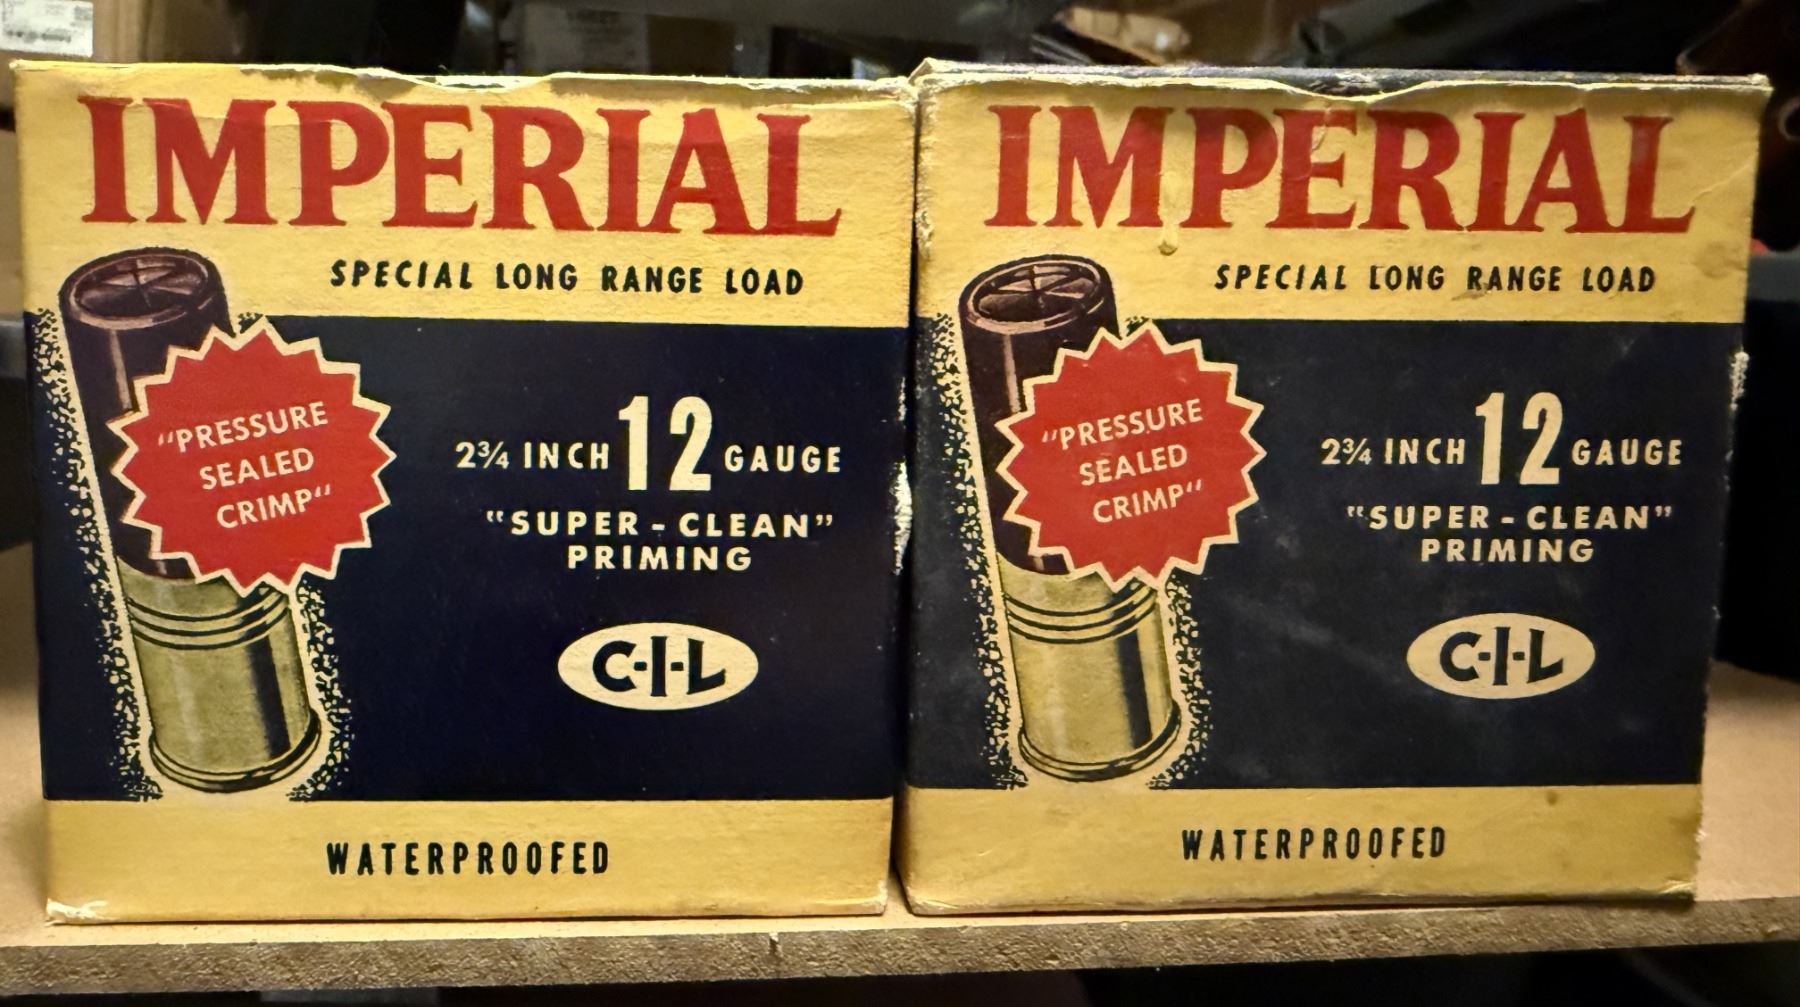 IMPERIAL
SPECIAL LONG RANGE LOAD
"PRESSURE
SEALED
CRIMP"
2¾ INCH 12 GAUGE
"SUPER-CLEAN"
PRIMING
C-I-L
WATERPROOFED
IMPERIAL
SPECIAL LONG RANGE LOAD
"PRESSURE
SEALED
CRIMP"
2¾ INCH 12 GAUGE
"SUPER-CLEAN"
PRIMING
C-I-L
WATERPROOFED